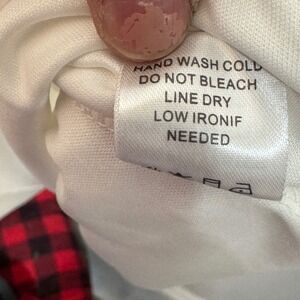 HAND WASH COLD
DO NOT BLEACH
LINE DRY
LOW IRONIF
NEEDED